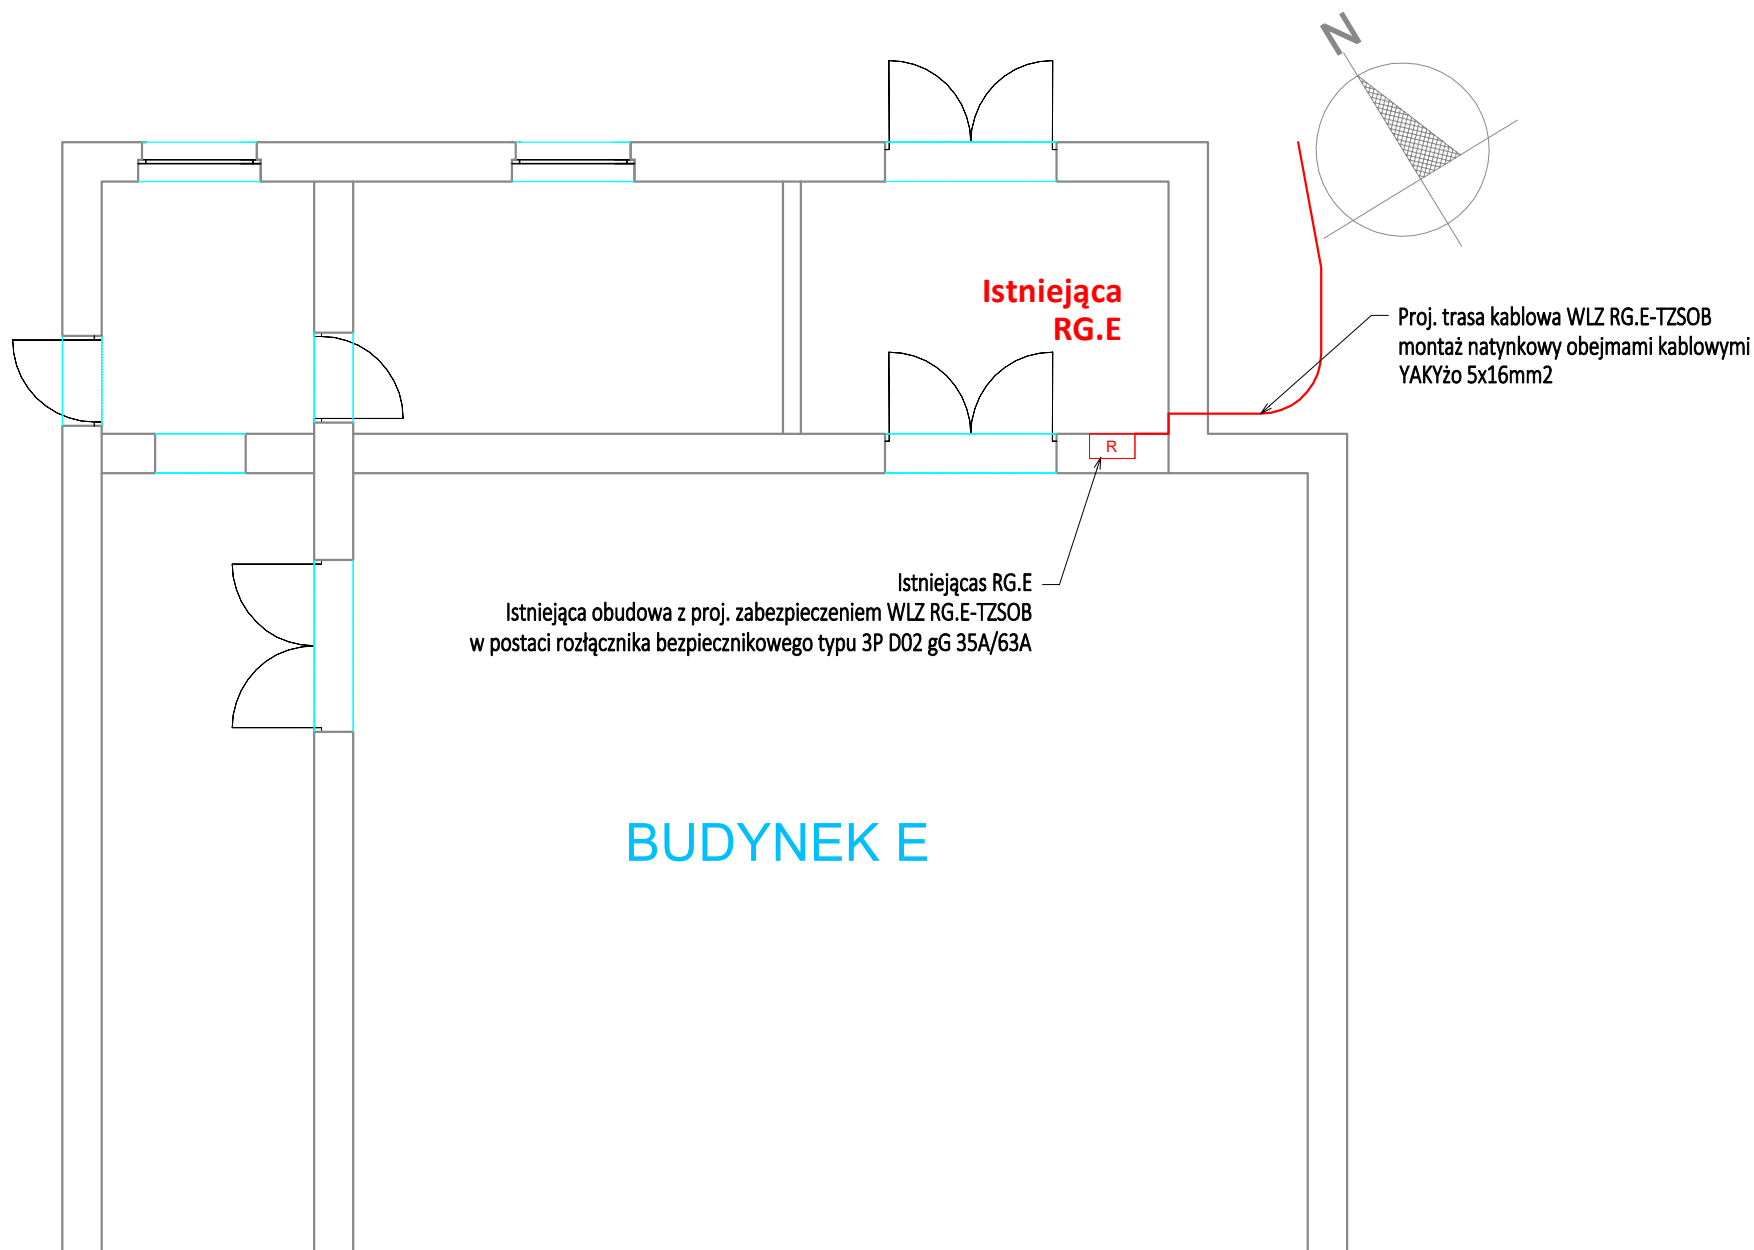 N
Istniejąca
RG.E
Proj. trasa kablowa WLZ RG.E-TZSOB
montaż natynkowy obejmami kablowymi
YAKYżo 5x16mm2
R
Istniejącas RG.E
Istniejąca obudowa z proj. zabezpieczeniem WLZ RG.E-TZSOB
w postaci rozłącznika bezpiecznikowego typu 3P D02 gG 35A/63A
BUDYNEK E